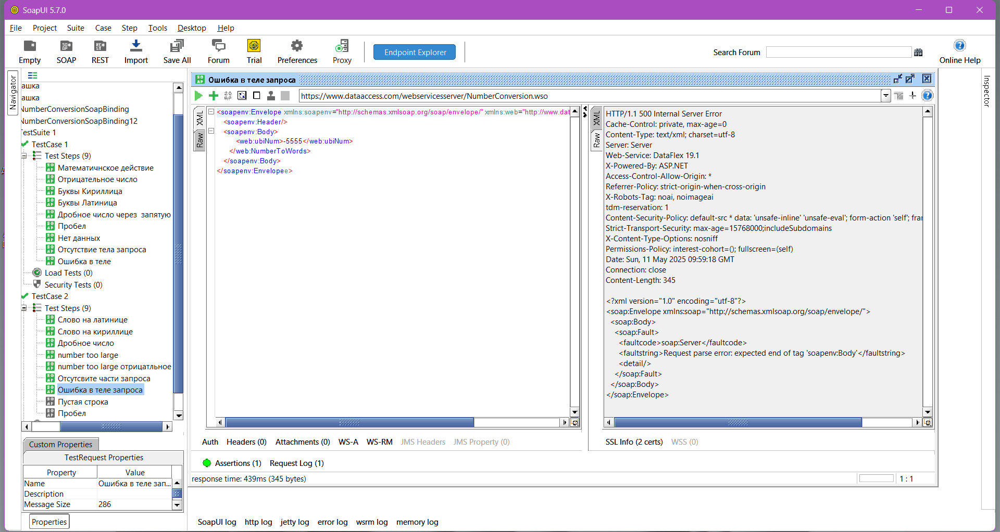 SoapUI 5.7.0
File Project Suite Case Step Tools Desktop Help
Empty SOAP REST Import Save All Forum Trial Preferences Proxy Endpoint Explorer Search Forum Online Help
Navigator
ашка
ашка
NumberConversionSoapBinding
NumberConversionSoapBinding12
TestSuite 1
TestCase 1
Test Steps (9)
Математичнское действие
Отрицательное число
Буквы Кириллица
Буквы Латиница
Дробное число через запятую
Пробел
Нет данных
Отсутствие тела запроса
Ошибка в теле
Load Tests (0)
Security Tests (0)
TestCase 2
Test Steps (9)
Слово на латинице
Слово на кириллице
Дробное число
number too large
number too large отрицатльное
Отсутсвите части запроса
Ошибка в теле запроса
Пустая строка
Пробел
Custom Properties
TestRequest Properties
Property Value
Name Ошибка в теле зап...
Description
Message Size 286
Properties
Ошибка в теле запроса
https://www.dataaccess.com/webservicesserver/NumberConversion.wso
XML
Raw
<soapenv:Envelope xmlns:soapenv="http://schemas.xmlsoap.org/soap/envelope/" xmlns:web="http://www.dat
<soapenv:Header/>
<soapenv:Body>
<web:ubiNum>-5555</web:ubiNum>
</web:NumberToWords>
</soapenv:Body>
</soapenv:Envelopee>
XML
Raw
HTTP/1.1 500 Internal Server Error
Cache-Control: private, max-age=0
Content-Type: text/xml; charset=utf-8
Server: Server
Web-Service: DataFlex 19.1
X-Powered-By: ASP.NET
Access-Control-Allow-Origin: *
Referrer-Policy: strict-origin-when-cross-origin
X-Robots-Tag: noai, noimageai
tdm-reservation: 1
Content-Security-Policy: default-src * data: 'unsafe-inline' 'unsafe-eval'; form-action 'self'; fra
Strict-Transport-Security: max-age=15768000;includeSubdomains
X-Content-Type-Options: nosniff
Permissions-Policy: interest-cohort=(); fullscreen=(self)
Date: Sun, 11 May 2025 09:59:18 GMT
Connection: close
Content-Length: 345
<?xml version="1.0" encoding="utf-8"?>
<soap:Envelope xmlns:soap="http://schemas.xmlsoap.org/soap/envelope/">
<soap:Body>
<soap:Fault>
<faultcode>soap:Server</faultcode>
<faultstring>Request parse error: expected end of tag 'soapenv:Body'</faultstring>
<detail/>
</soap:Fault>
</soap:Body>
</soap:Envelope>
Auth Headers (0) Attachments (0) WS-A WS-RM JMS Headers JMS Property (0)
SSL Info (2 certs) WSS (0)
Assertions (1) Request Log (1)
response time: 439ms (345 bytes)
1 : 1
SoapUI log http log jetty log error log wsrm log memory log
Inspector